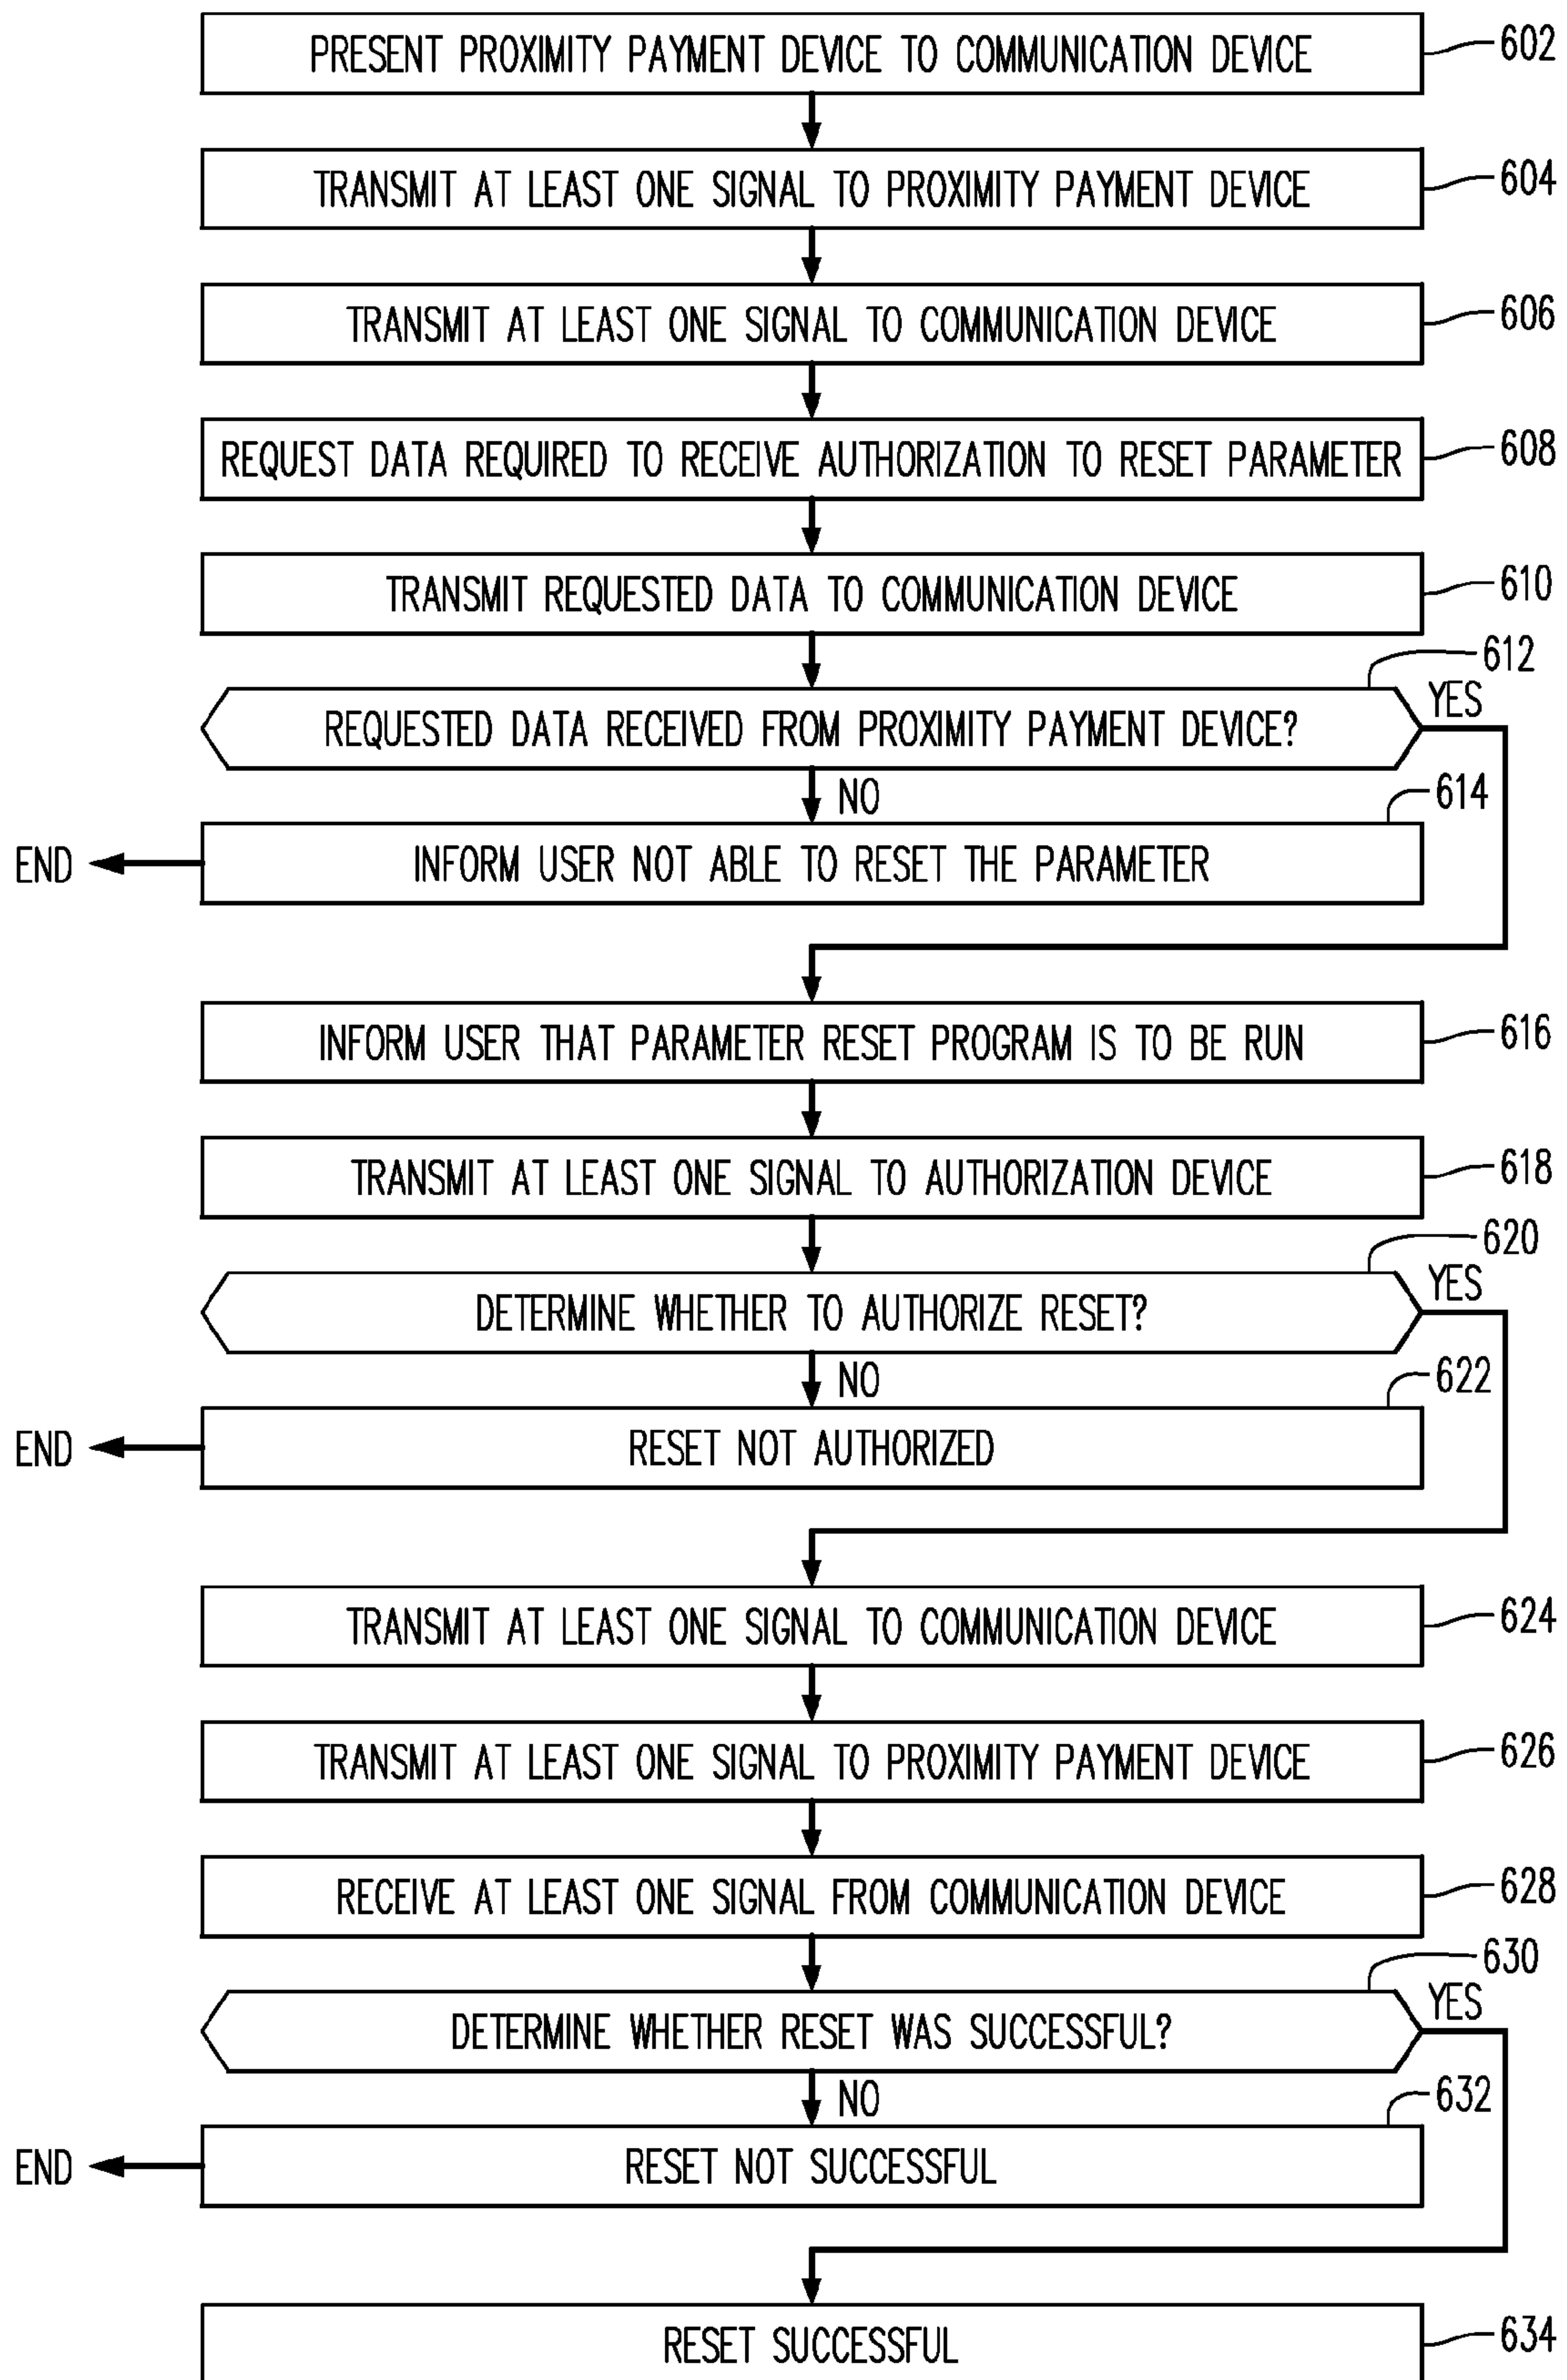 PRESENT PROXIMITY PAYMENT DEVICE TO COMMUNICATION DEVICE
602
TRANSMIT AT LEAST ONE SIGNAL TO PROXIMITY PAYMENT DEVICE
604
TRANSMIT AT LEAST ONE SIGNAL TO COMMUNICATION DEVICE
606
REQUEST DATA REQUIRED TO RECEIVE AUTHORIZATION TO RESET PARAMETER
608
TRANSMIT REQUESTED DATA TO COMMUNICATION DEVICE
610
612
REQUESTED DATA RECEIVED FROM PROXIMITY PAYMENT DEVICE?
YES
NO
614
INFORM USER NOT ABLE TO RESET THE PARAMETER
END
INFORM USER THAT PARAMETER RESET PROGRAM IS TO BE RUN
616
TRANSMIT AT LEAST ONE SIGNAL TO AUTHORIZATION DEVICE
618
620
DETERMINE WHETHER TO AUTHORIZE RESET?
YES
NO
622
RESET NOT AUTHORIZED
END
TRANSMIT AT LEAST ONE SIGNAL TO COMMUNICATION DEVICE
624
TRANSMIT AT LEAST ONE SIGNAL TO PROXIMITY PAYMENT DEVICE
626
RECEIVE AT LEAST ONE SIGNAL FROM COMMUNICATION DEVICE
628
630
DETERMINE WHETHER RESET WAS SUCCESSFUL?
YES
NO
632
RESET NOT SUCCESSFUL
END
RESET SUCCESSFUL
634